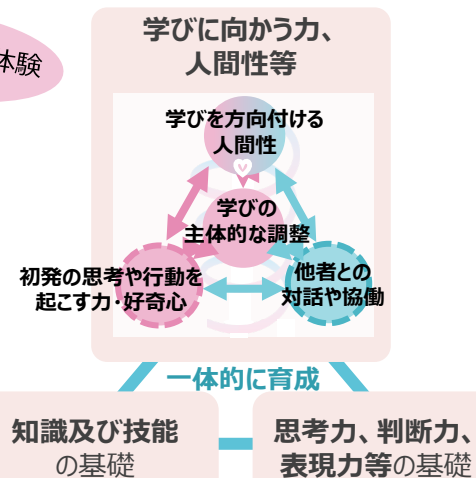 学びに向かう力、
人間性等
体験
学びを方向付ける
人間性
学びの
主体的な調整
初発の思考や行動を
起こす力・好奇心
他者との
対話や協働
一体的に育成
知識及び技能
の基礎
思考力、判断力、
表現力等の基礎